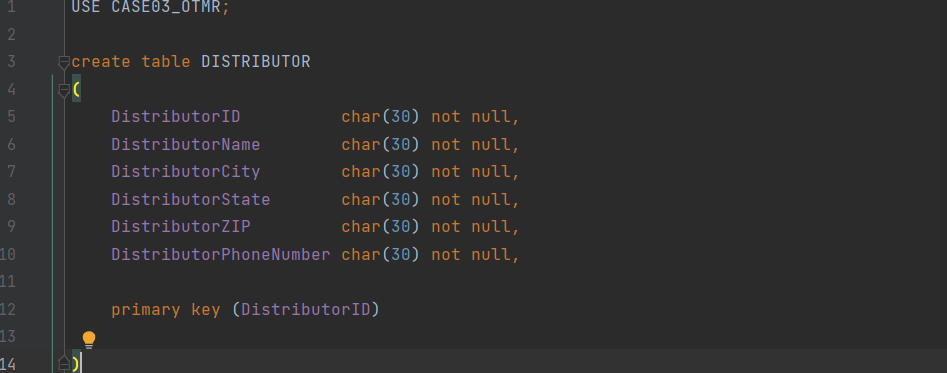 1 USE CASE03_OTMR;
2
3 create table DISTRIBUTOR
4 (
5 DistributorID char(30) not null,
6 DistributorName char(30) not null,
7 DistributorCity char(30) not null,
8 DistributorState char(30) not null,
9 DistributorZIP char(30) not null,
10 DistributorPhoneNumber char(30) not null,
11
12 primary key (DistributorID)
13
14 )